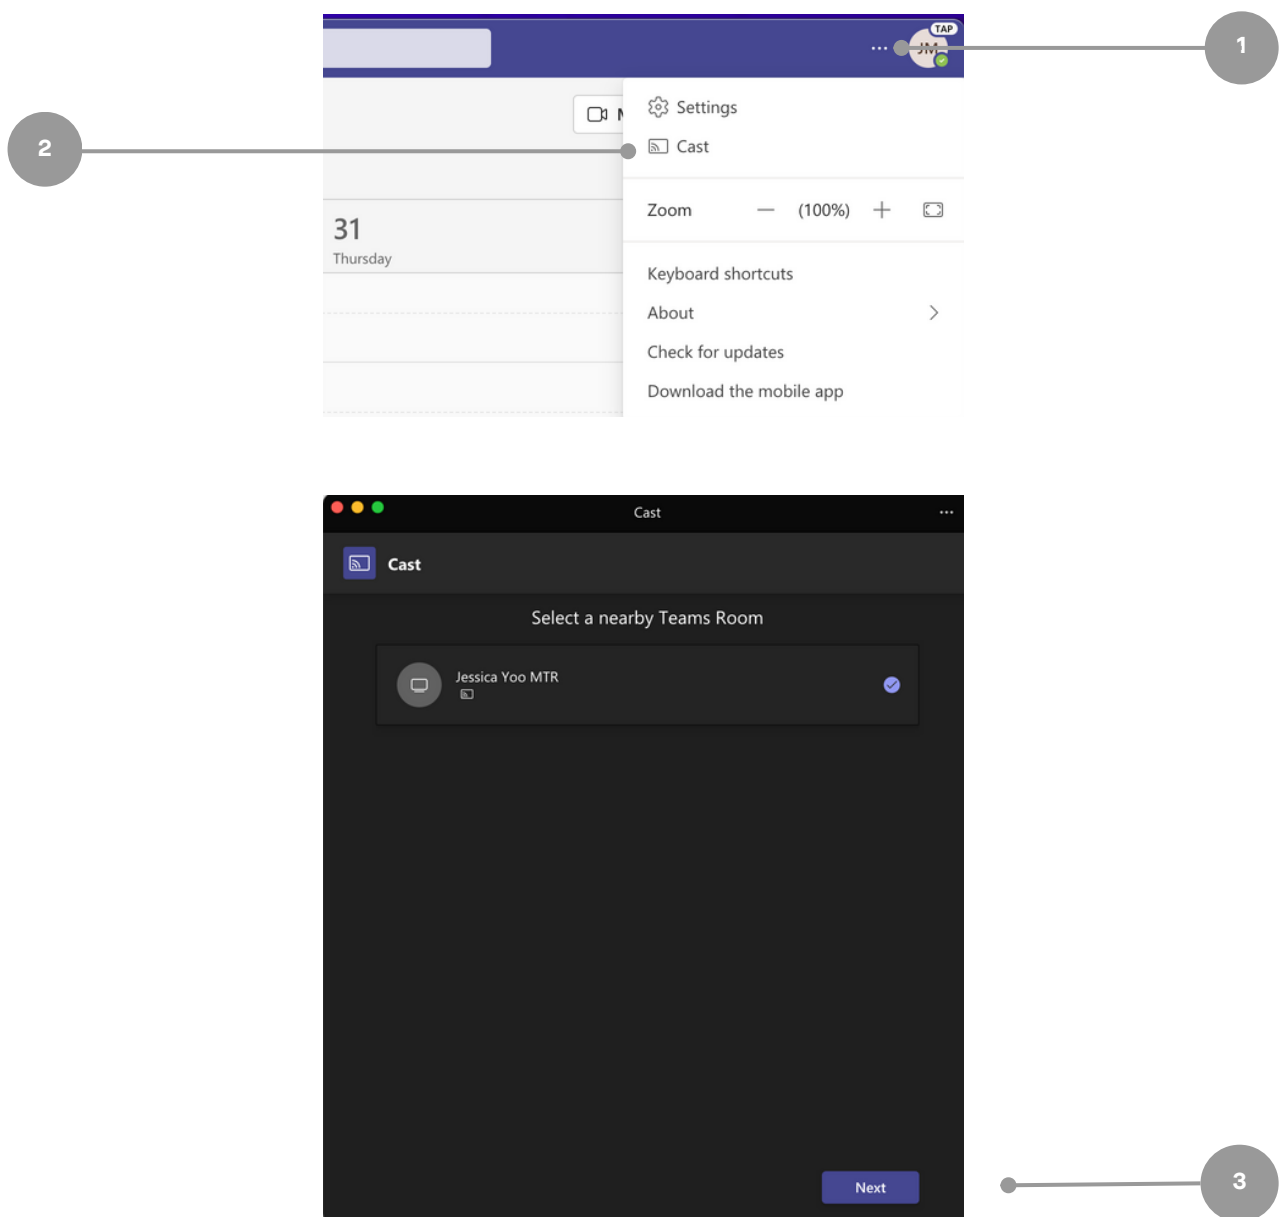 TAP
1
... JM
Settings
M
2
Cast
Zoom — (100%) +
31
Thursday
Keyboard shortcuts
About
Check for updates
Download the mobile app
Cast ...
Cast
Select a nearby Teams Room
Jessica Yoo MTR
Next
3